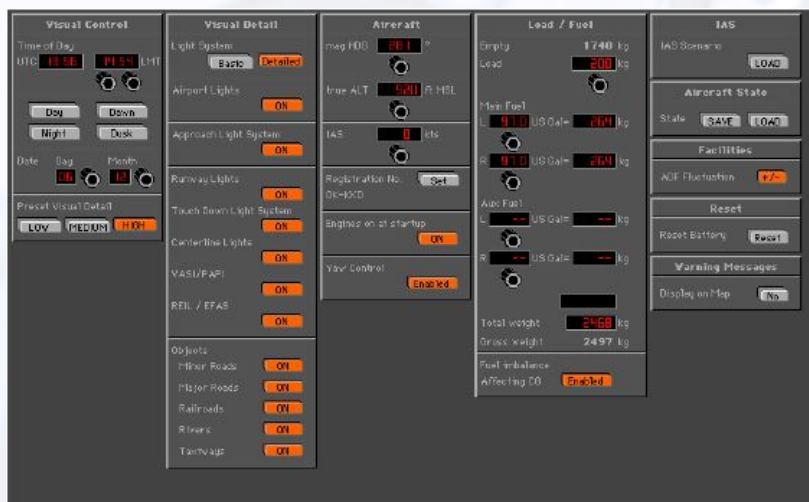 Visual Control
Time of Day
UTC 13:56 14:54 LMT
Day Dawn
Night Dusk
Date Day Month
06 12
Preset Visual Detail
LOW MEDIUM HIGH
Visual Detail
Light System
Basic Detailed
Airport Lights
ON
Approach Light System
ON
Runway Lights
ON
Touch Down Light System
ON
Centerline Lights
ON
VASI/PAPI
ON
REIL / EFAS
ON
Objects
Minor Roads ON
Major Roads ON
Railroads ON
Rivers ON
Taxiways ON
Aircraft
mag HDG 281 °
true ALT 920 ft MSL
IAS 0 kts
Registration No. Set
OK-KKD
Engines on at startup
ON
Yaw Control
Enabled
Load / Fuel
Empty 1740 kg
Load 200 kg
Main Fuel
L 97.0 US Gal= 264 kg
R 97.0 US Gal= 264 kg
Aux Fuel
L --- US Gal= --- kg
R --- US Gal= --- kg
Total weight 2468 kg
Gross weight 2497 kg
Fuel imbalance
Affecting CG Enabled
IAS
IAS Scenario
LOAD
Aircraft State
State SAVE LOAD
Facilities
ADF Fluctuation +/-
Reset
Reset Battery Reset
Warning Messages
Display on Map No